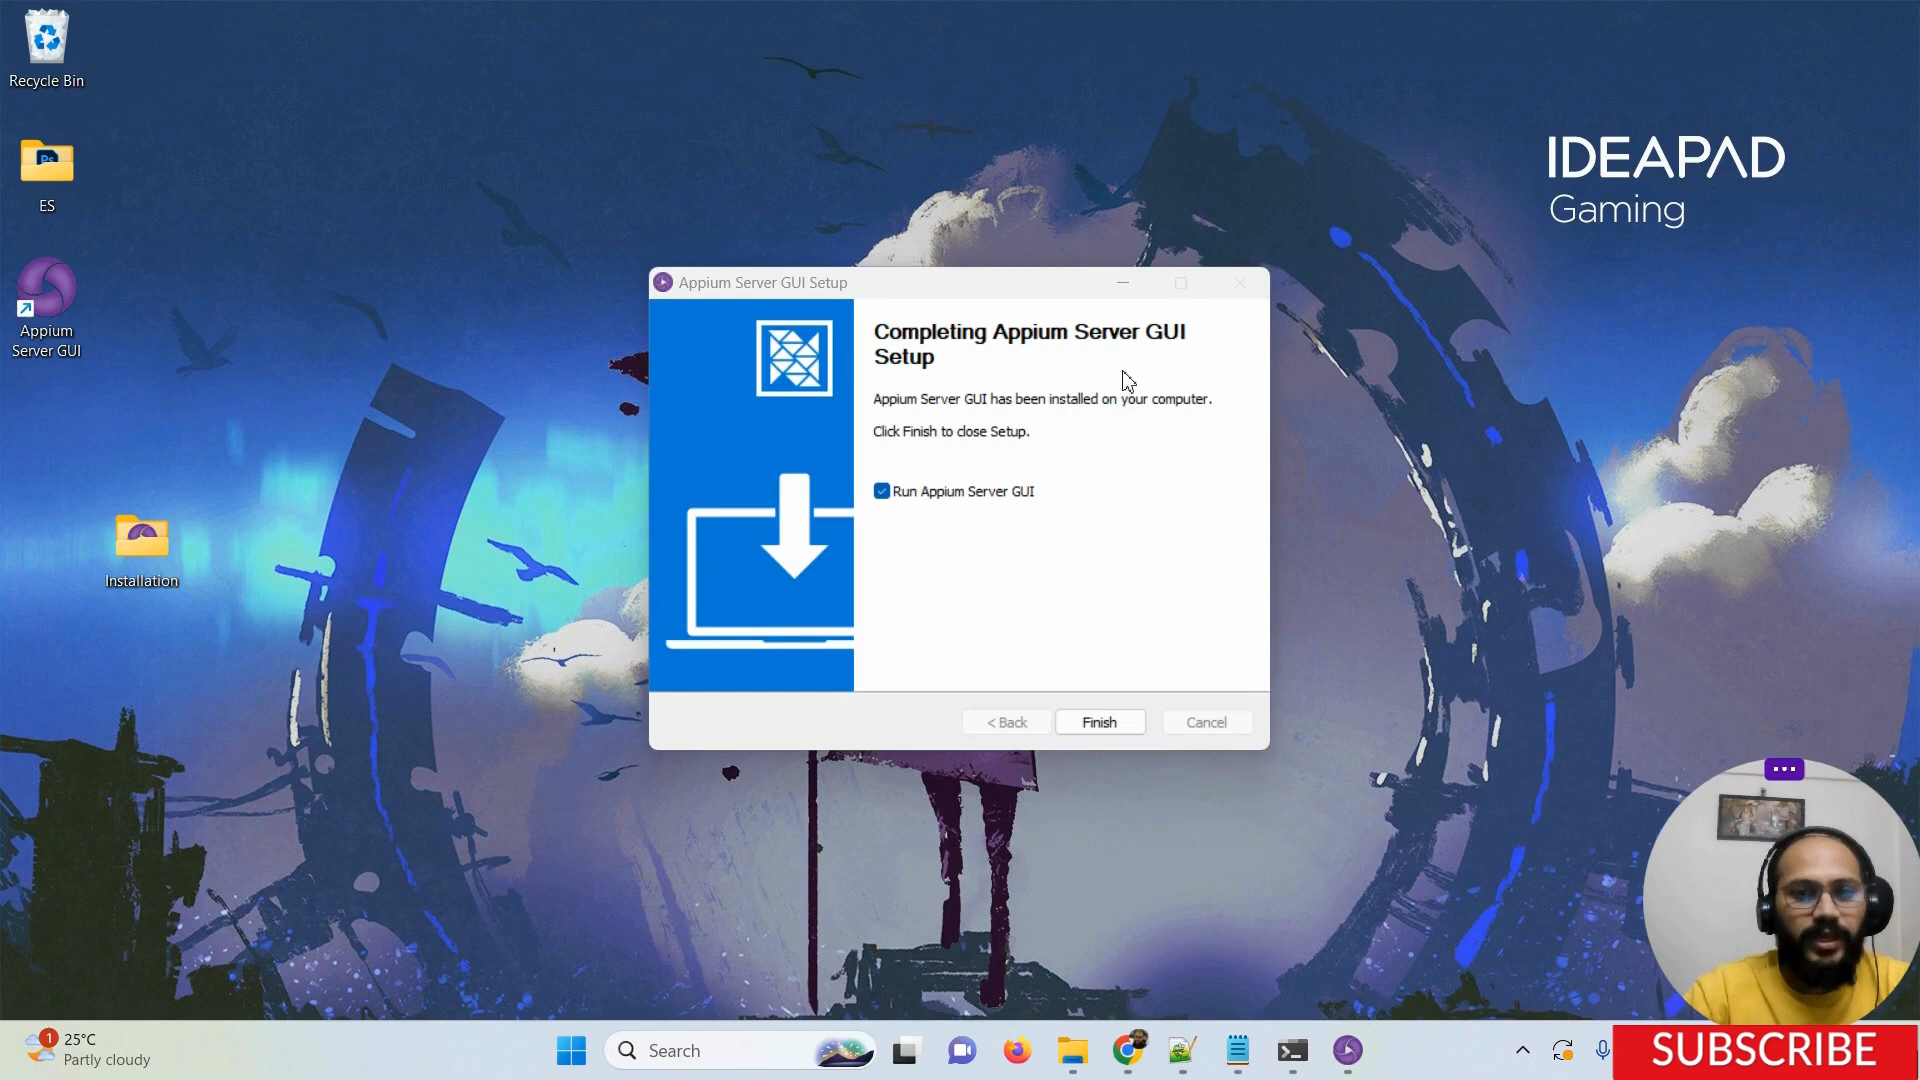 Recycle Bin
Ps
ES
Appium
Server GUI
Installation
IDEAPAD
Gaming
Appium Server GUI Setup
Completing Appium Server GUI
Setup
Appium Server GUI has been installed on your computer.
Click Finish to close Setup.
Run Appium Server GUI
< Back
Finish
Cancel
1
25°C
Partly cloudy
Search
SUBSCRIBE